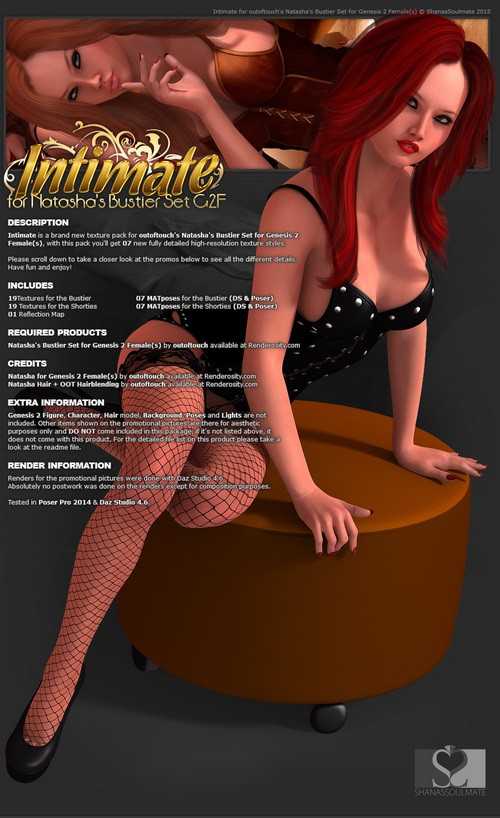 Intimate for outoftouch's Natasha's Bustier Set for Genesis 2 Female(s) © ShanasSoulmate 2015
Intimate
for Natasha's Bustier Set G2F
DESCRIPTION
Intimate is a brand new texture pack for outoftouch's Natasha's Bustier Set for Genesis 2
Female(s), with this pack you'll get 07 new fully detailed high-resolution texture styles.
Please scroll down to take a closer look at the promos below to see all the different details.
Have fun and enjoy!
INCLUDES
19Textures for the Bustier 07 MATposes for the Bustier (DS & Poser)
19 Textures for the Shorties 07 MATposes for the Shorties (DS & Poser)
01 Reflection Map
REQUIRED PRODUCTS
Natasha's Bustier Set for Genesis 2 Female(s) by outoftouch available at Renderosity.com
CREDITS
Natasha for Genesis 2 Female(s) by outoftouch available at Renderosity.com
Natasha Hair + OOT Hairblending by outoftouch available at Renderosity.com
EXTRA INFORMATION
Genesis 2 Figure, Character, Hair model, Background, Poses and Lights are not
included. Other items shown on the promotional pictures are there for aesthetic
purposes only and DO NOT come included in this package; if it's not listed above, it
does not come with this product. For the detailed file list on this product please take a
look at the readme file.
RENDER INFORMATION
Renders for the promotional pictures were done with Daz Studio 4.6.
Absolutely no postwork was done on the renders except for composition purposes.
Tested in Poser Pro 2014 & Daz Studio 4.6.
SHANASSOULMATE